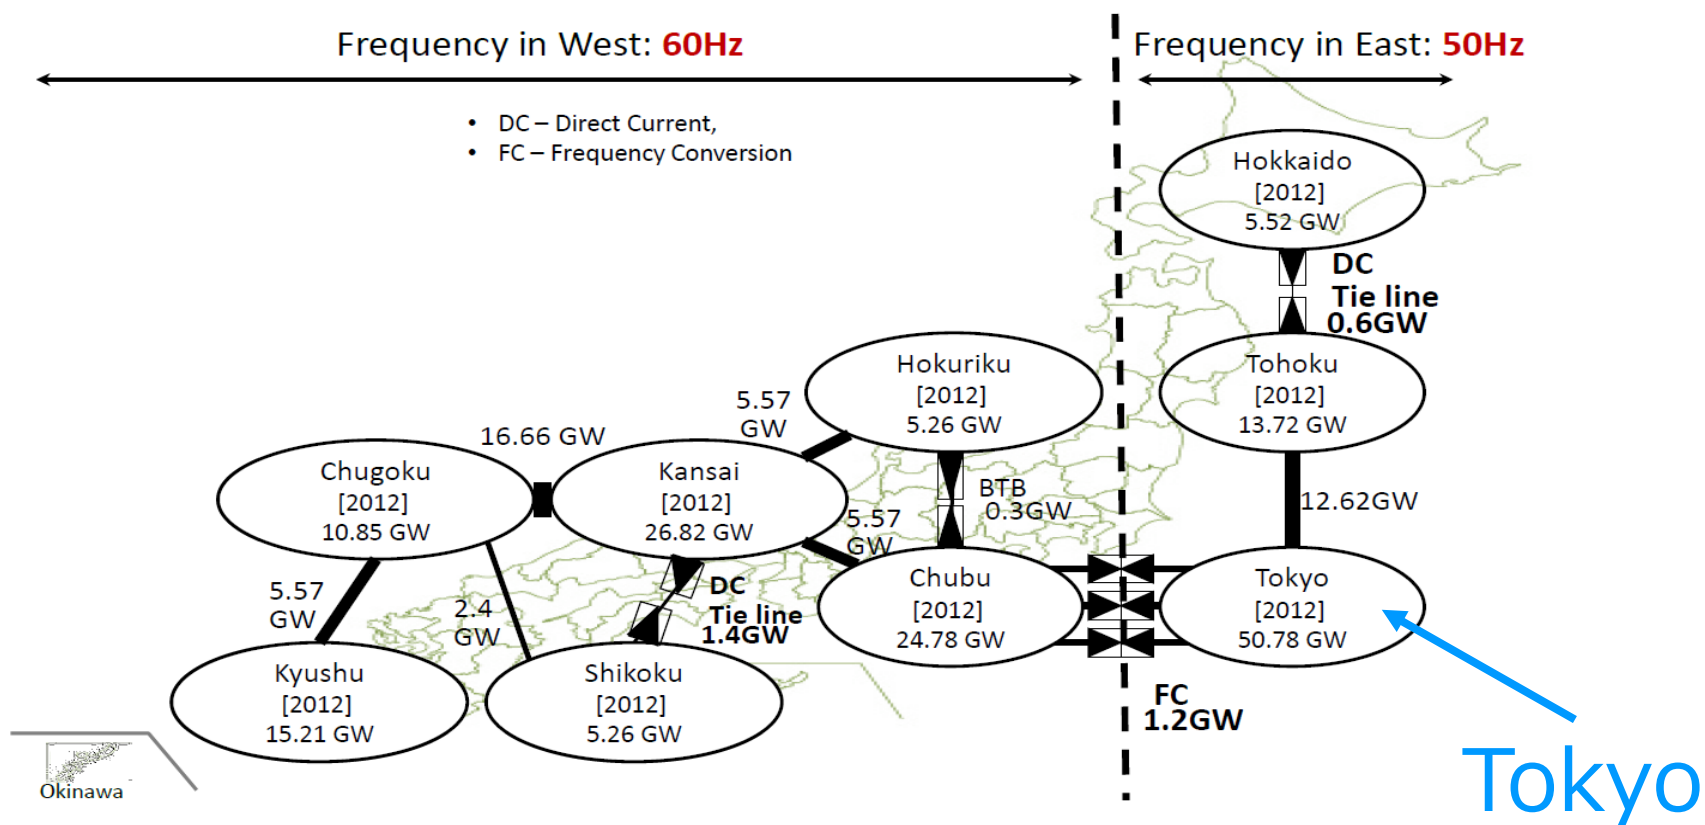 Frequency in West: 60Hz
Frequency in East: 50Hz
• DC – Direct Current,
• FC – Frequency Conversion
Hokkaido
[2012]
5.52 GW
DC
Tie line
0.6GW
Hokuriku
[2012]
5.26 GW
Tohoku
[2012]
13.72 GW
5.57
GW
16.66 GW
Chugoku
[2012]
10.85 GW
Kansai
[2012]
26.82 GW
BTB
0.3GW
12.62GW
5.57
GW
5.57
GW
2.4
GW
DC
Tie line
1.4GW
Chubu
[2012]
24.78 GW
Tokyo
[2012]
50.78 GW
Kyushu
[2012]
15.21 GW
Shikoku
[2012]
5.26 GW
FC
1.2GW
Okinawa
Tokyo